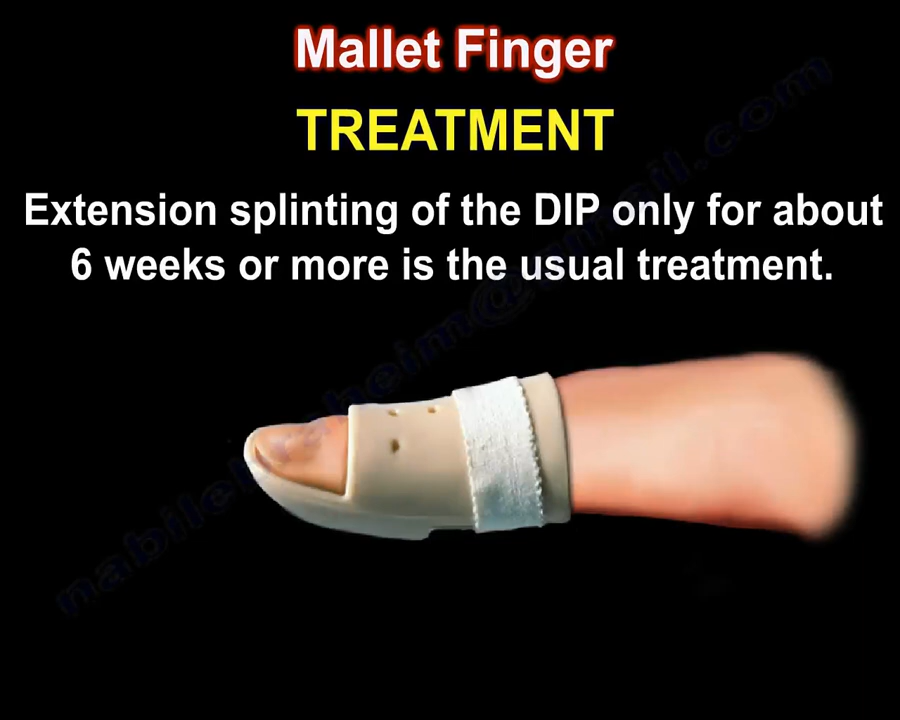 Mallet Finger
TREATMENT
Extension splinting of the DIP only for about
6 weeks or more is the usual treatment.